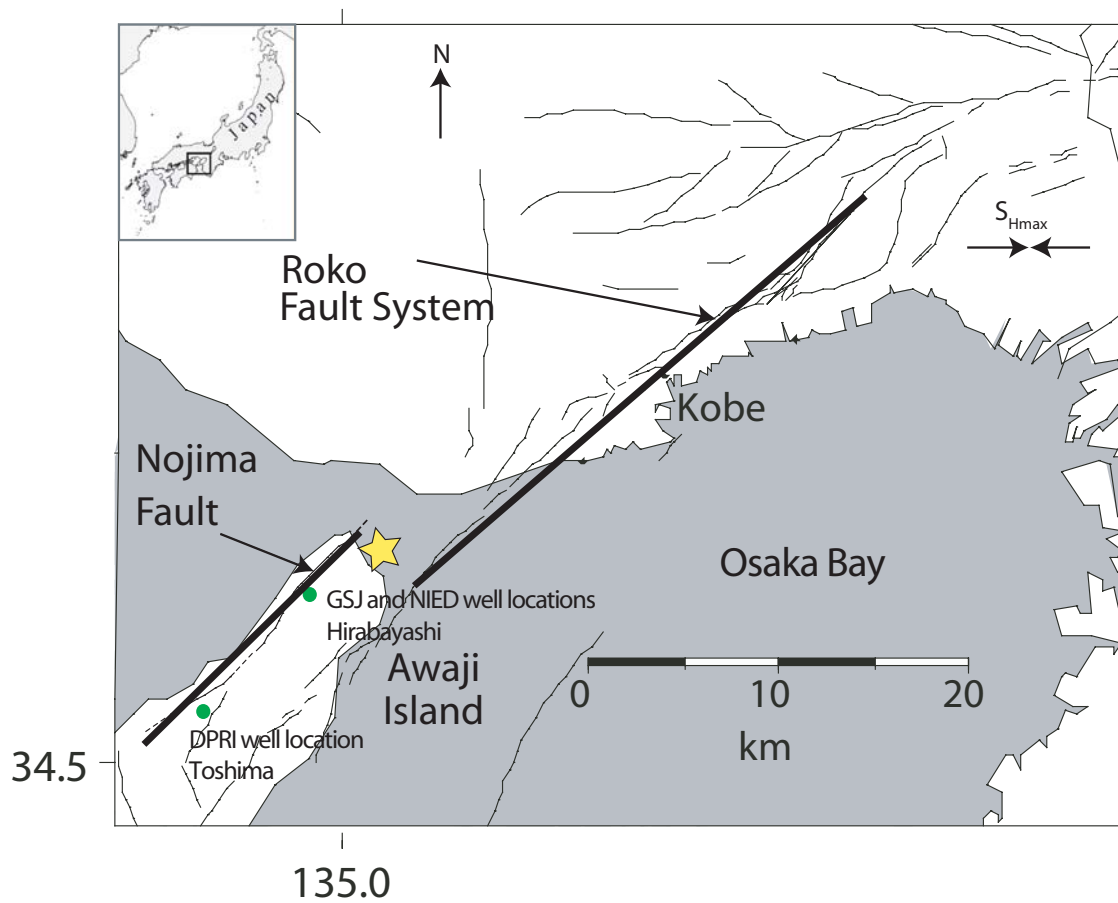 Japan
N
S Hmax
Roko
Fault System
Kobe
Nojima
Fault
Osaka Bay
GSJ and NIED well locations
Hirabayashi
Awaji
Island
0 10 20
km
DPRI well location
Toshima
34.5
135.0